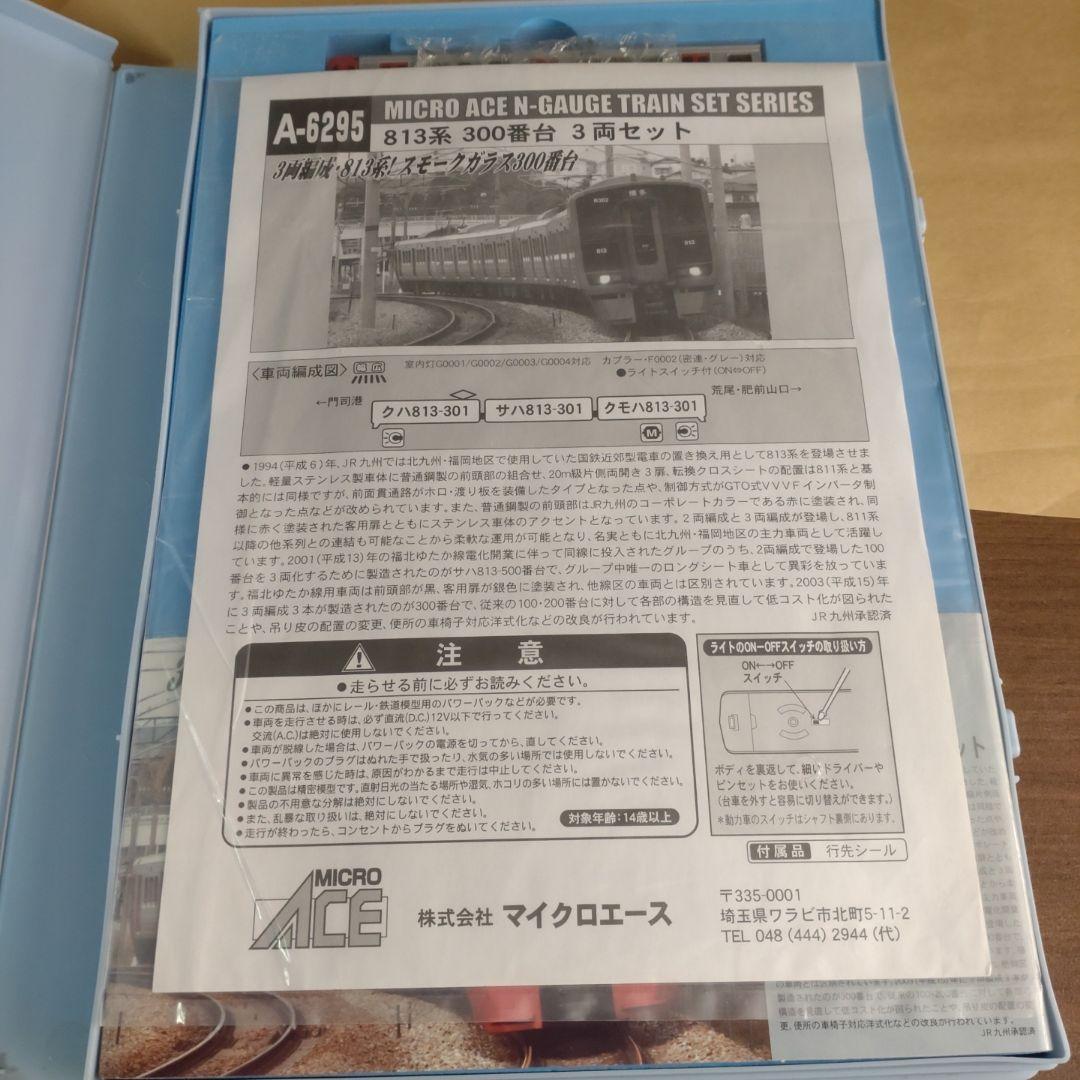 A-6295
MICRO ACE N-GAUGE TRAIN SET SERIES
813系 300番台 3両セット
3両編成・813系!スモークガラス300番台
R302
813
813
〈車両編成図〉
室内灯G0001/G0002/G0003/G0004対応 カプラー・F0002(密連・グレー)対応
●ライトスイッチ付(ON⇔OFF)
←門司港
荒尾・肥前山口→
クハ813-301 サハ813-301 クモハ813-301
M
●1994(平成6)年、JR九州では北九州・福岡地区で使用していた国鉄近郊型電車の置き換え用として813系を登場させま
した。軽量ステンレス製車体に普通鋼製の前頭部の組合せ、20m級片側両開き3扉、転換クロスシートの配置は811系と基
本的には同様ですが、前面貫通路がホロ・渡り板を装備したタイプとなった点や、制御方式がGTO式VVVFインバータ制
御となった点などが改められています。また、普通鋼製の前頭部はJR九州のコーポレートカラーである赤に塗装され、同
様に赤く塗装された客用扉とともにステンレス車体のアクセントとなっています。2両編成と3両編成が登場し、811系
以降の他系列との連結も可能なことから柔軟な運用が可能となり、名実ともに北九州・福岡地区の主力車両として活躍し
ています。2001(平成13)年の福北ゆたか線電化開業に伴って同線に投入されたグループのうち、2両編成で登場した100
番台を3両化するために製造されたのがサハ813-500番台で、グループ中唯一のロングシート車として異彩を放っていま
す。福北ゆたか線用車両は前頭部が黒、客用扉が銀色に塗装され、他線区の車両とは区別されています。2003(平成15)年
に3両編成3本が製造されたのが300番台で、従来の100・200番台に対して各部の構造を見直して低コスト化が図られた
ことや、吊り皮の配置の変更、便所の車椅子対応洋式化などの改良が行われています。
JR九州承認済
注 意
●走らせる前に必ずお読みください。
●この商品は、ほかにレール・鉄道模型用のパワーパックなどが必要です。
●車両を走行させる時は、必ず直流(D.C.)12V以下で行ってください。
交流(A.C.)は絶対に使用しないでください。
●車両が脱線した場合は、パワーパックの電源を切ってから、直してください。
●パワーパックのプラグはぬれた手で扱ったり、水気の多い場所では使用しないでください。
●車両に異常を感じた時は、原因がわかるまで走行は中止してください。
●この製品は精密模型です。直射日光の当たる場所や湿気、ホコリの多い場所には置かないでください。
●製品の不用意な分解は絶対にしないでください。
●また、乱暴な取り扱いは、絶対にしないでください。
●走行が終わったら、コンセントからプラグをぬいてください。
対象年齢:14歳以上
ライトのON-OFFスイッチの取り扱い方
ON←→OFF
スイッチ
ボディを裏返して、細いドライバーや
ピンセットをお使いください。
(台車を外すと容易に切り替えができます。)
*動力車のスイッチはシャフト裏側にあります。
付属品 行先シール
MICRO
ACE
株式会社 マイクロエース
〒335-0001
埼玉県ワラビ市北町5-11-2
TEL 048 (444) 2944 (代)
更、便所の車椅子対応洋式化などの改良が行われています。
JR九州承認済